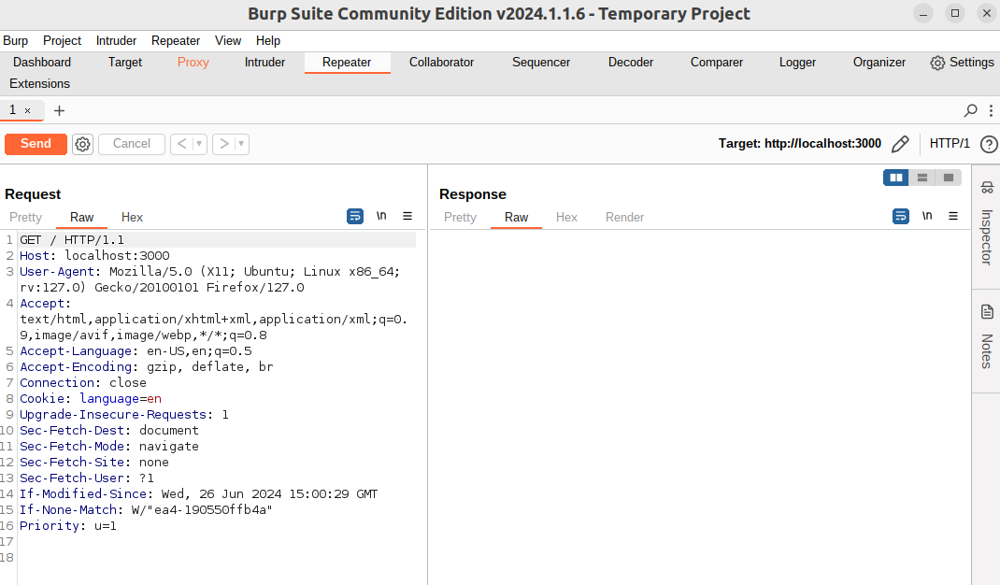 Burp Suite Community Edition v2024.1.1.6 - Temporary Project
Burp Project Intruder Repeater View Help
Dashboard Target Proxy Intruder Repeater Collaborator Sequencer Decoder Comparer Logger Organizer Settings
Extensions
1 × +
Send Cancel < > Target: http://localhost:3000 HTTP/1 ?
Request
Pretty Raw Hex \n
1 GET / HTTP/1.1
2 Host: localhost:3000
3 User-Agent: Mozilla/5.0 (X11; Ubuntu; Linux x86_64;
rv:127.0) Gecko/20100101 Firefox/127.0
4 Accept:
text/html,application/xhtml+xml,application/xml;q=0.
9,image/avif,image/webp,*/*;q=0.8
5 Accept-Language: en-US,en;q=0.5
6 Accept-Encoding: gzip, deflate, br
7 Connection: close
8 Cookie: language=en
9 Upgrade-Insecure-Requests: 1
10 Sec-Fetch-Dest: document
11 Sec-Fetch-Mode: navigate
12 Sec-Fetch-Site: none
13 Sec-Fetch-User: ?1
14 If-Modified-Since: Wed, 26 Jun 2024 15:00:29 GMT
15 If-None-Match: W/"ea4-190550ffb4a"
16 Priority: u=1
17
18
Response
Pretty Raw Hex Render \n
Inspector
Notes